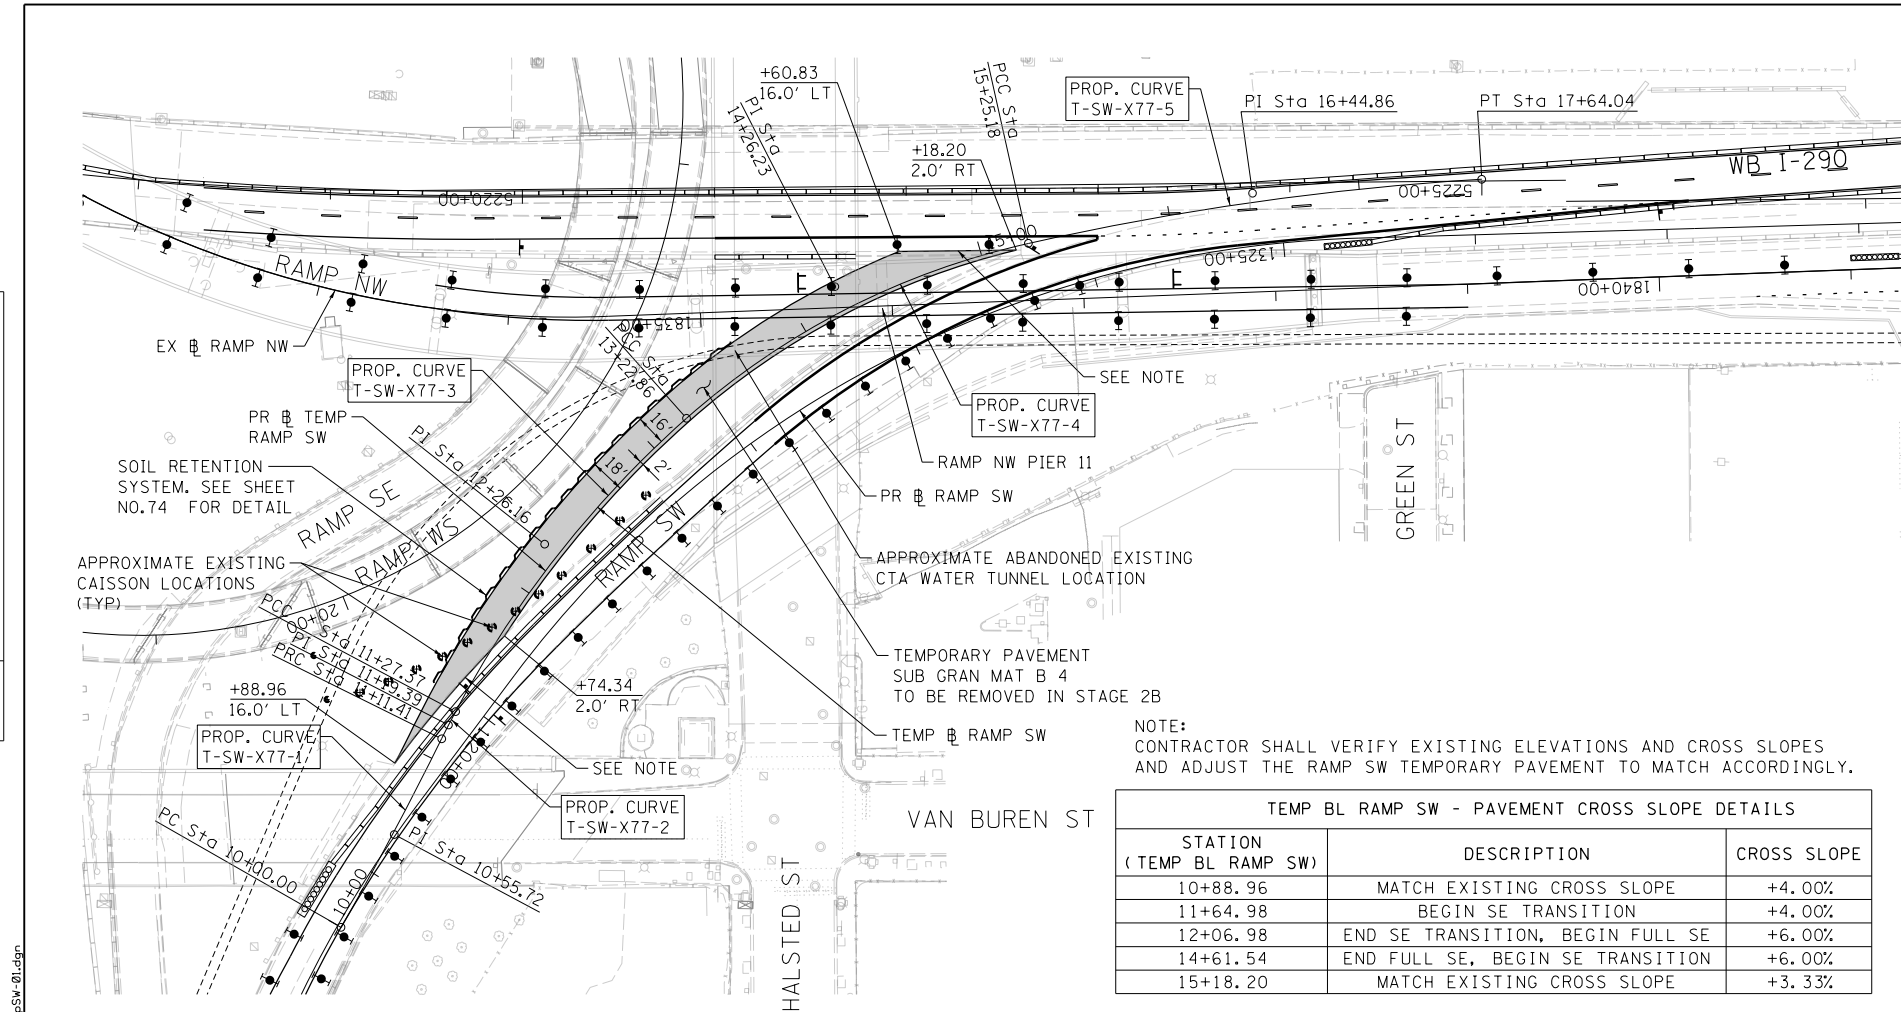 +60.83
16.0' LT
PCC Sta
15+25.18
PROP. CURVE
T-SW-X77-5
PI Sta 16+44.86
PT Sta 17+64.04
PI Sta
14+26.23
+18.20
2.0' RT
WB I-290
5220+00
5225+00
RAMP NW
1325+00
1840+00
1835+00
EX BL RAMP NW
PCC Sta
13+22.86
PROP. CURVE
T-SW-X77-3
SEE NOTE
PROP. CURVE
T-SW-X77-4
PR BL TEMP
RAMP SW
PI Sta 12+26.16
16'
2'
18'
RAMP NW PIER 11
SOIL RETENTION
SYSTEM. SEE SHEET
NO.74 FOR DETAIL
RAMP SE
PR BL RAMP SW
GREEN ST
RAMP WS
RAMP SW
APPROXIMATE EXISTING
CAISSON LOCATIONS
(TYP)
APPROXIMATE ABANDONED EXISTING
CTA WATER TUNNEL LOCATION
120+00
PCC Sta 11+27.37
PI Sta 11+19.39
PRC Sta 11+11.41
TEMPORARY PAVEMENT
SUB GRAN MAT B 4
TO BE REMOVED IN STAGE 2B
+88.96
16.0' LT
+74.34
2.0' RT
TEMP BL RAMP SW
PROP. CURVE
T-SW-X77-1
SEE NOTE
PROP. CURVE
T-SW-X77-2
NOTE:
CONTRACTOR SHALL VERIFY EXISTING ELEVATIONS AND CROSS SLOPES
AND ADJUST THE RAMP SW TEMPORARY PAVEMENT TO MATCH ACCORDINGLY.
VAN BUREN ST
PC Sta 10+00.00
PI Sta 10+55.72
10+00
HALSTED ST
TEMP BL RAMP SW - PAVEMENT CROSS SLOPE DETAILS
STATION
(TEMP BL RAMP SW) DESCRIPTION CROSS SLOPE
10+88.96 MATCH EXISTING CROSS SLOPE +4.00%
11+64.98 BEGIN SE TRANSITION +4.00%
12+06.98 END SE TRANSITION, BEGIN FULL SE +6.00%
14+61.54 END FULL SE, BEGIN SE TRANSITION +6.00%
15+18.20 MATCH EXISTING CROSS SLOPE +3.33%
pSW-01.dgn